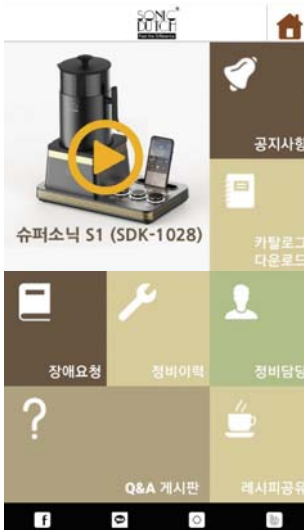 SONIC
DUTCH
Feel the Difference
슈퍼소닉 S1 (SDK-1028)
공지사항
카탈로그
다운로드
장애요청
정비이력
정비담당
Q&A 게시판
레시피공유